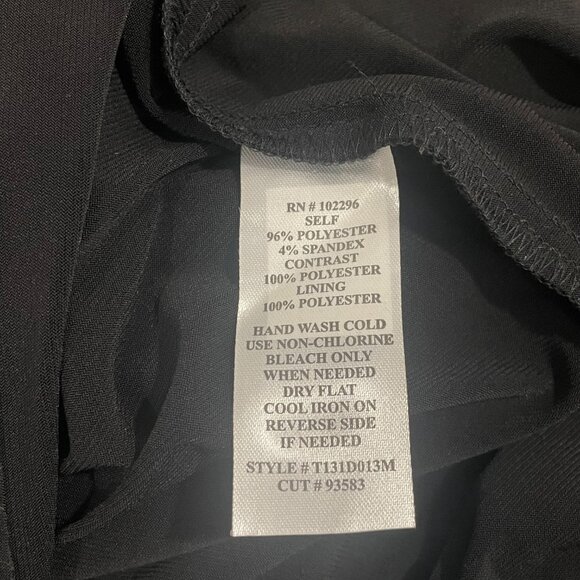 RN # 102296
SELF
96% POLYESTER
4% SPANDEX
CONTRAST
100% POLYESTER
LINING
100% POLYESTER
HAND WASH COLD
USE NON-CHLORINE
BLEACH ONLY
WHEN NEEDED
DRY FLAT
COOL IRON ON
REVERSE SIDE
IF NEEDED
STYLE # T131D013M
CUT # 93583